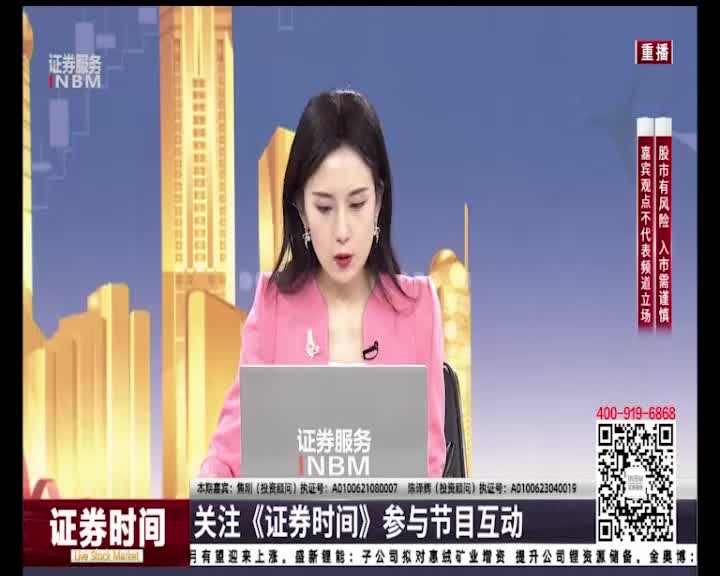 证券服务
NBM
重播
股市有风险 入市需谨慎
嘉宾观点不代表频道立场
400-919-6868
证券服务
NBM
本期嘉宾：焦刚（投资顾问）执证号：A0100621080007 陈泽辉（投资顾问）执证号：A0100623040019
证券时间
Live Stock Market
关注《证券时间》参与节目互动
月有望迎来上涨。盛新锂能：子公司拟对惠绒矿业增资 提升公司锂资源储备。金奥博：